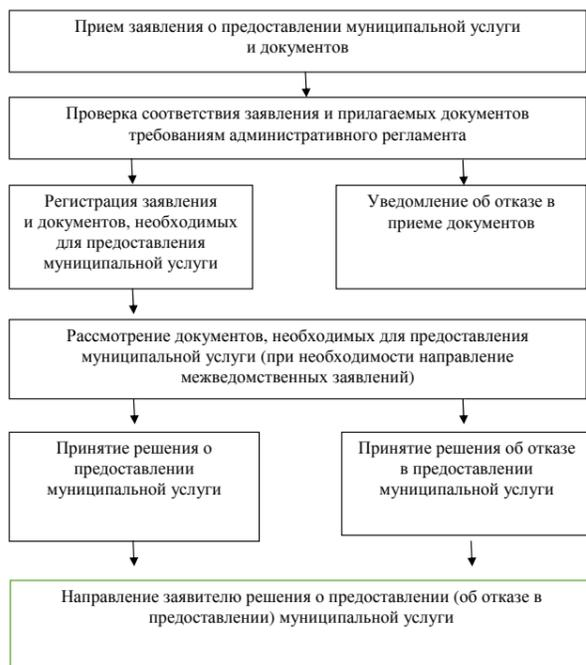 Прием заявления о предоставлении муниципальной услуги
и документов
Проверка соответствия заявления и прилагаемых документов
требованиям административного регламента
Регистрация заявления
и документов, необходимых
для предоставления
муниципальной услуги
Уведомление об отказе в
приеме документов
Рассмотрение документов, необходимых для предоставления
муниципальной услуги (при необходимости направление
межведомственных заявлений)
Принятие решения о
предоставлении
муниципальной услуги
Принятие решения об отказе
в предоставлении
муниципальной услуги
Направление заявителю решения о предоставлении (об отказе в
предоставлении) муниципальной услуги